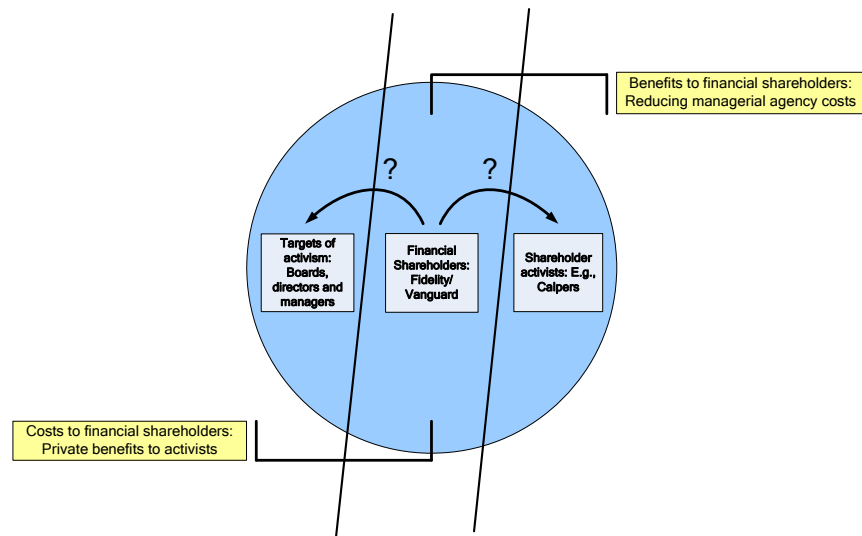 Benefits to financial shareholders:
Reducing managerial agency costs
?
?
Targets of
activism:
Boards,
directors and
managers
Financial
Shareholders:
Fidelity/
Vanguard
Shareholder
activists: E.g.,
Calpers
Costs to financial shareholders:
Private benefits to activists